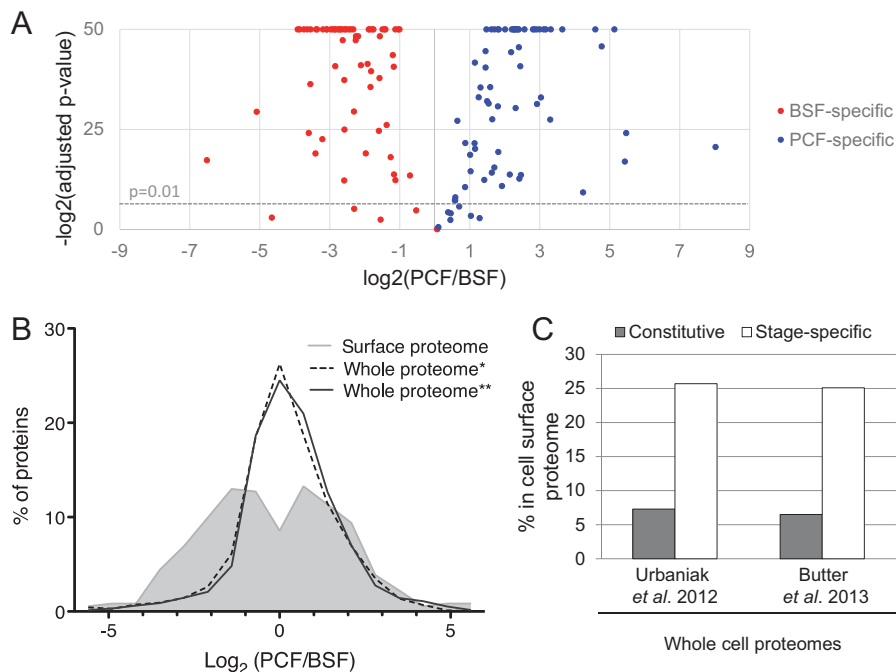 A
50
25
0
-log2(adjusted p-value)
p=0.01
-9 -7 -5 -3 -1 1 3 5 7 9
log2(PCF/BSF)
BSF-specific
PCF-specific
B
30
20
10
0
% of proteins
Surface proteome
Whole proteome*
Whole proteome**
-5 0 5
Log2 (PCF/BSF)
C
Constitutive Stage-specific
30
25
20
15
10
5
0
% in cell surface
proteome
Urbaniak Butter
et al. 2012 et al. 2013
Whole cell proteomes